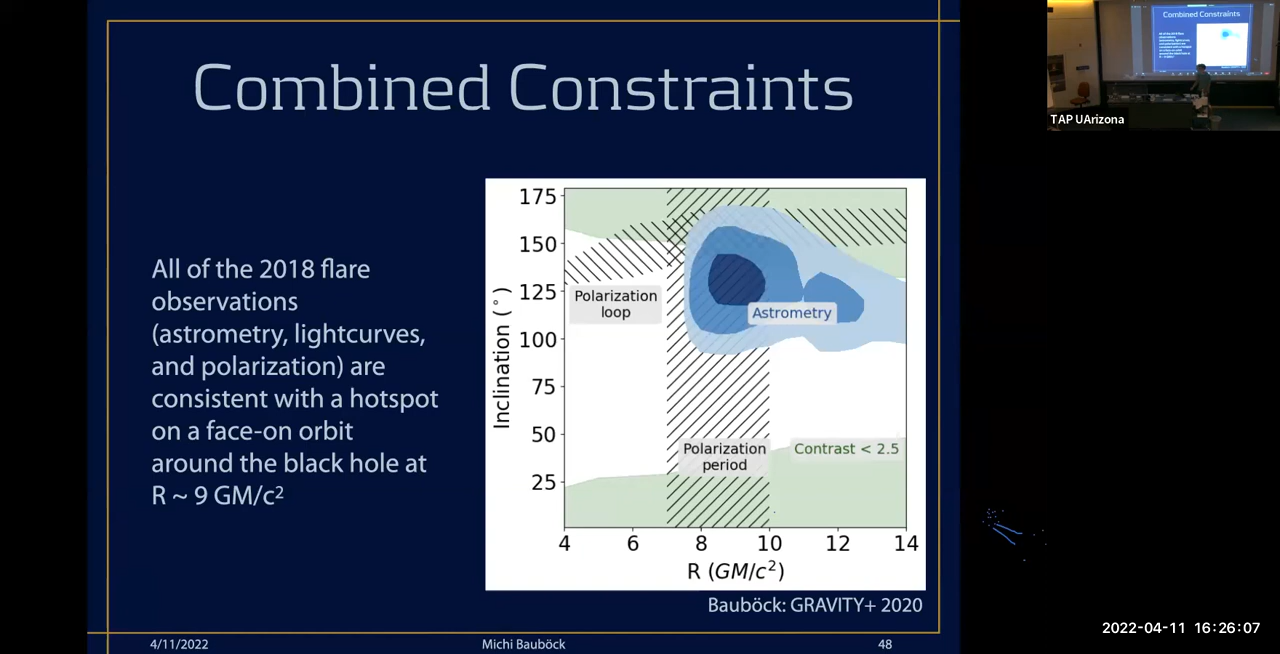 Combined Constraints
All of the 2018 flare
observations
(astrometry, lightcurves,
and polarization) are
consistent with a hotspot
on a face-on orbit
around the black hole at
R ~ 9 GM/c²
175
150
125
100
75
50
25
Inclination (°)
Polarization
loop
Astrometry
Polarization
period
Contrast < 2.5
4 6 8 10 12 14
R (GM/c²)
Bauböck: GRAVITY+ 2020
4/11/2022 Michi Bauböck 48
Combined Constraints
TAP UArizona
2022-04-11 16:26:07